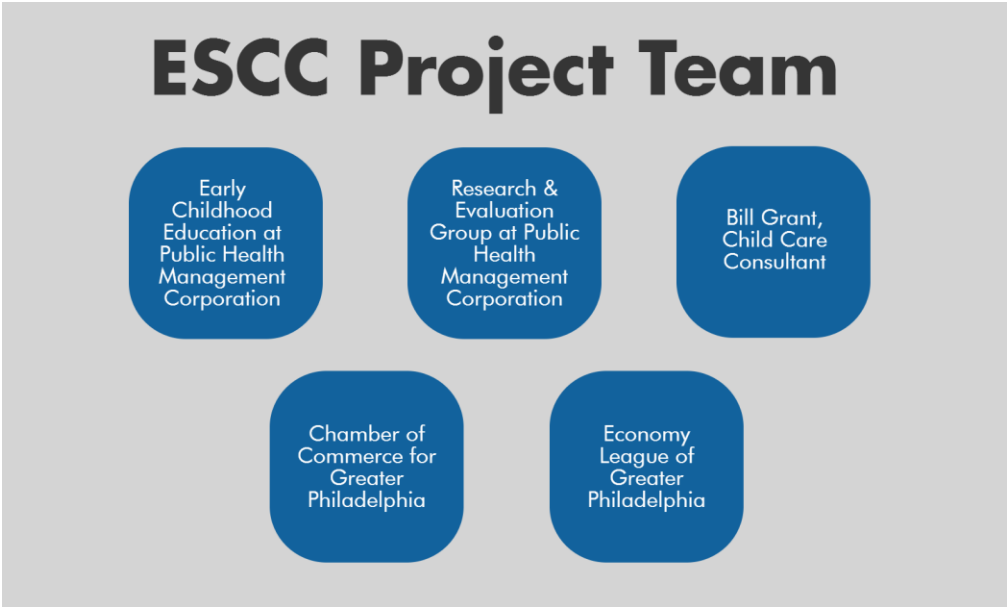 ESCC Project Team
Early
Childhood
Education at
Public Health
Management
Corporation
Research &
Evaluation
Group at Public
Health
Management
Corporation
Bill Grant,
Child Care
Consultant
Chamber of
Commerce for
Greater
Philadelphia
Economy
League of
Greater
Philadelphia